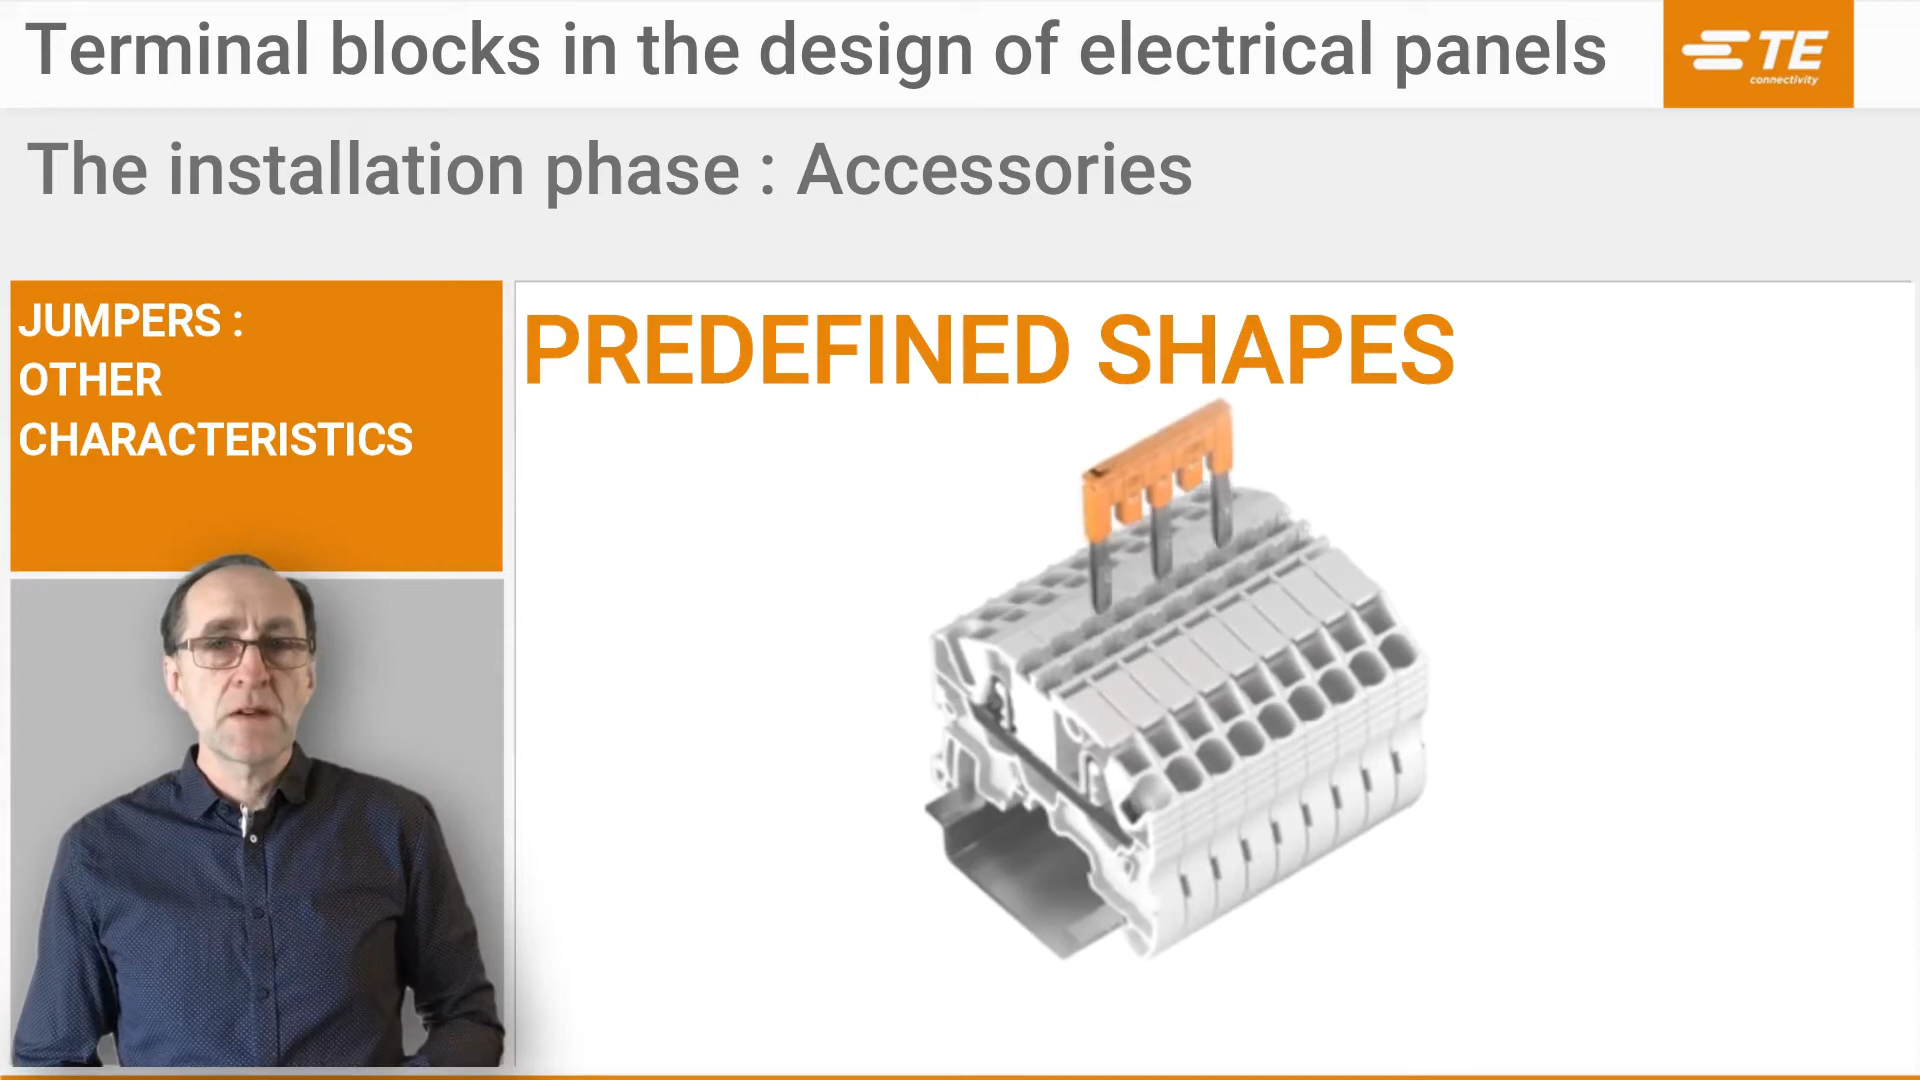 Terminal blocks in the design of electrical panels
TE
connectivity
The installation phase : Accessories
JUMPERS :
OTHER
CHARACTERISTICS
PREDEFINED SHAPES